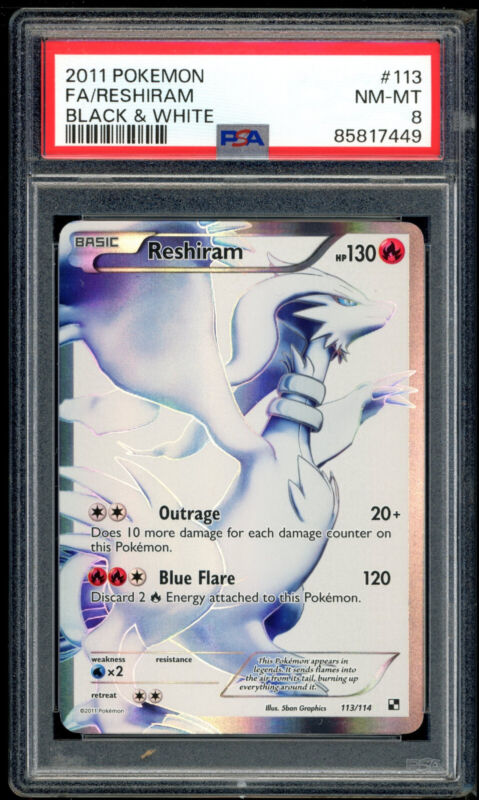 2011 POKEMON #113
FA/RESHIRAM NM-MT
BLACK & WHITE 8
PSA 85817449
BASIC Reshiram HP 130
Outrage 20+
Does 10 more damage for each damage counter on
this Pokémon.
Blue Flare 120
Discard 2 Energy attached to this Pokémon.
weakness resistance
×2
retreat
This Pokémon appears in
legends. It sends flames into
the air from its tail, burning up
everything around it.
©2011 Pokémon Illus. 5ban Graphics 113/114
PSA